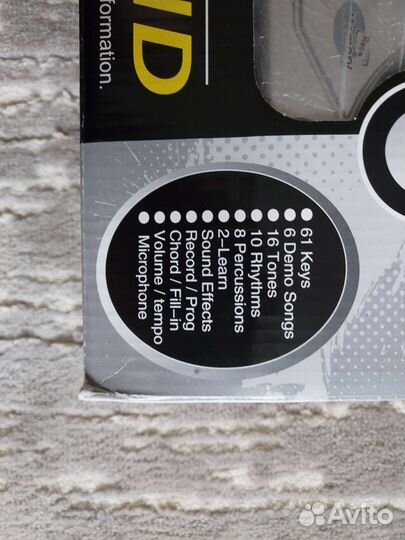 ND
formation.
61 Keys
6 Demo Songs
16 Tones
10 Rhythms
8 Percussions
2-Learn
Sound Effects
Record / Prog
Chord / Fill-in
Volume / tempo
Microphone
Avito